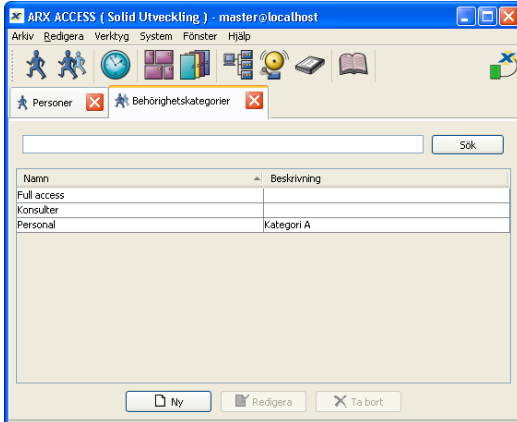 ARX ACCESS ( Solid Utveckling ) - master@localhost
Arkiv Redigera Verktyg System Fönster Hjälp
Personer Behörighetskategorier
Sök
Namn Beskrivning
Full access
Konsulter
Personal Kategori A
Ny Redigera Ta bort